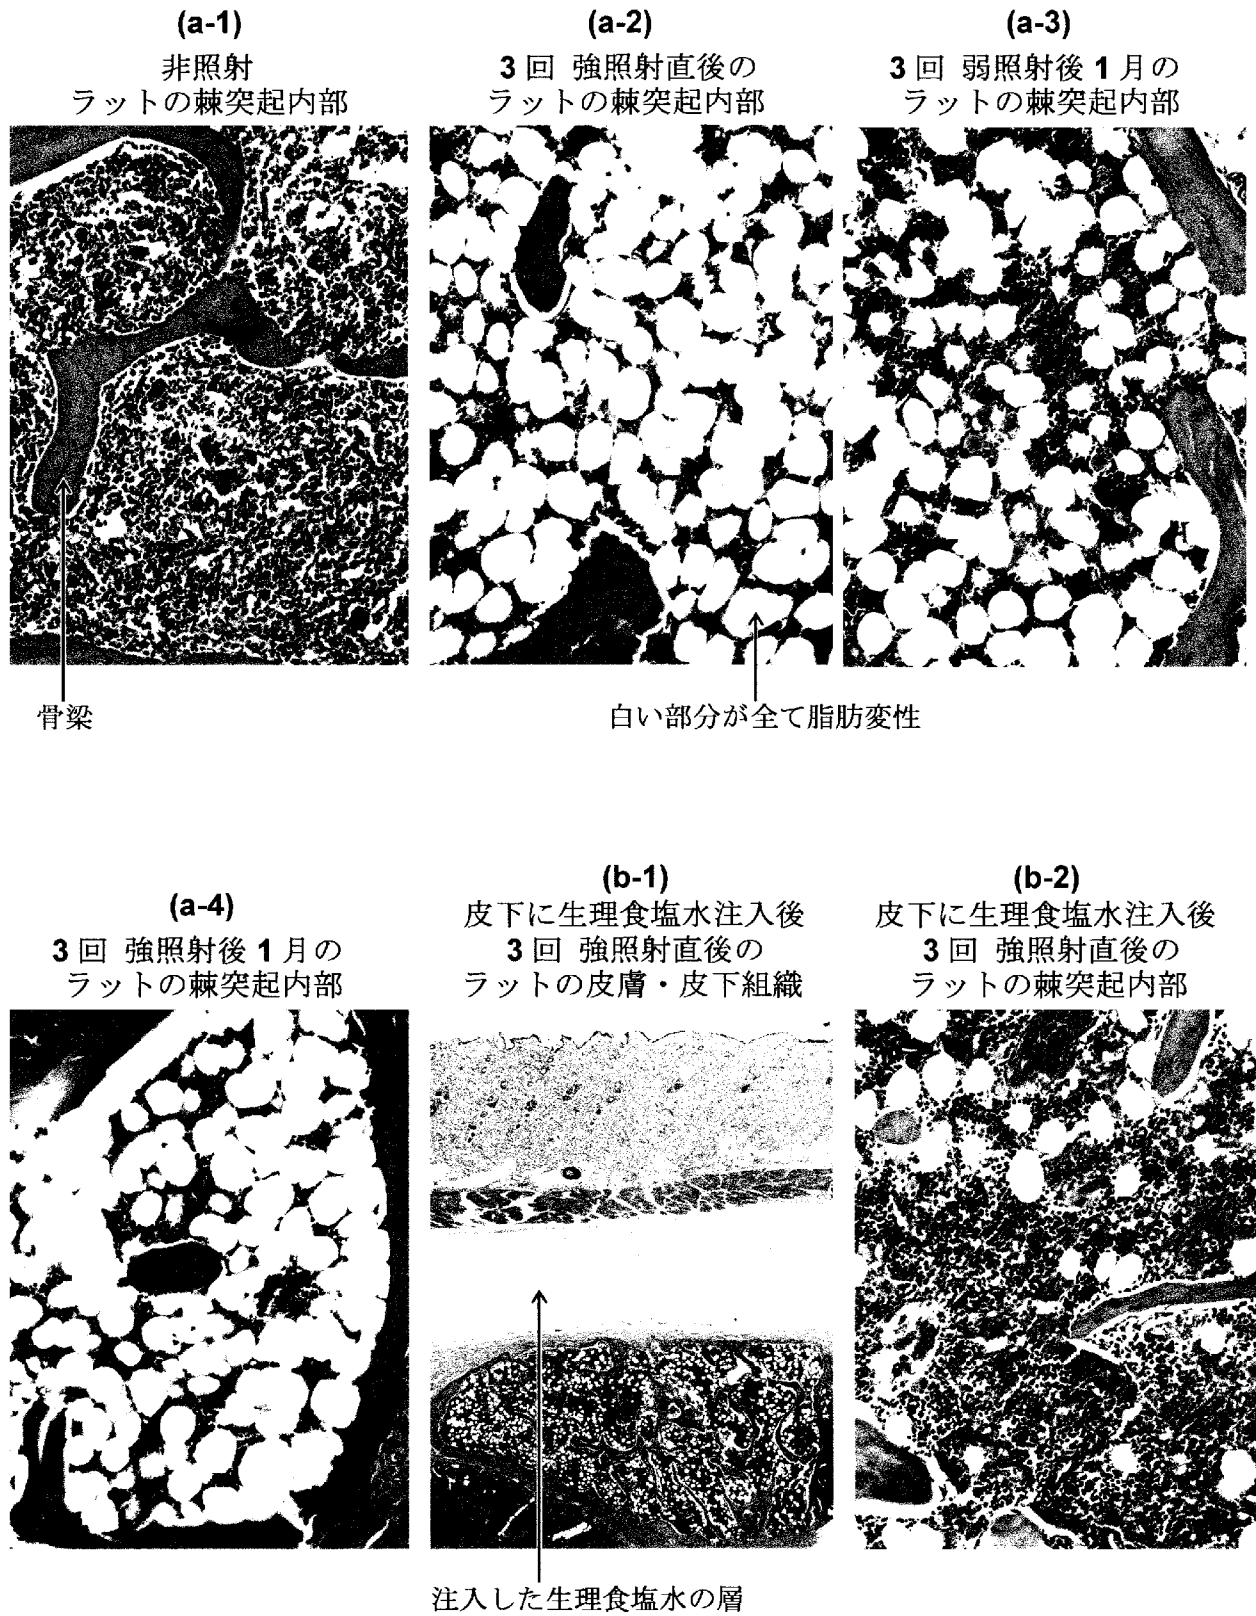 (a-1)
非照射
ラットの棘突起内部
(a-2)
3回 強照射直後の
ラットの棘突起内部
(a-3)
3回 弱照射後1月の
ラットの棘突起内部
骨梁
白い部分が全て脂肪変性
(a-4)
3回 強照射後1月の
ラットの棘突起内部
(b-1)
皮下に生理食塩水注入後
3回 強照射直後の
ラットの皮膚・皮下組織
(b-2)
皮下に生理食塩水注入後
3回 強照射直後の
ラットの棘突起内部
注入した生理食塩水の層